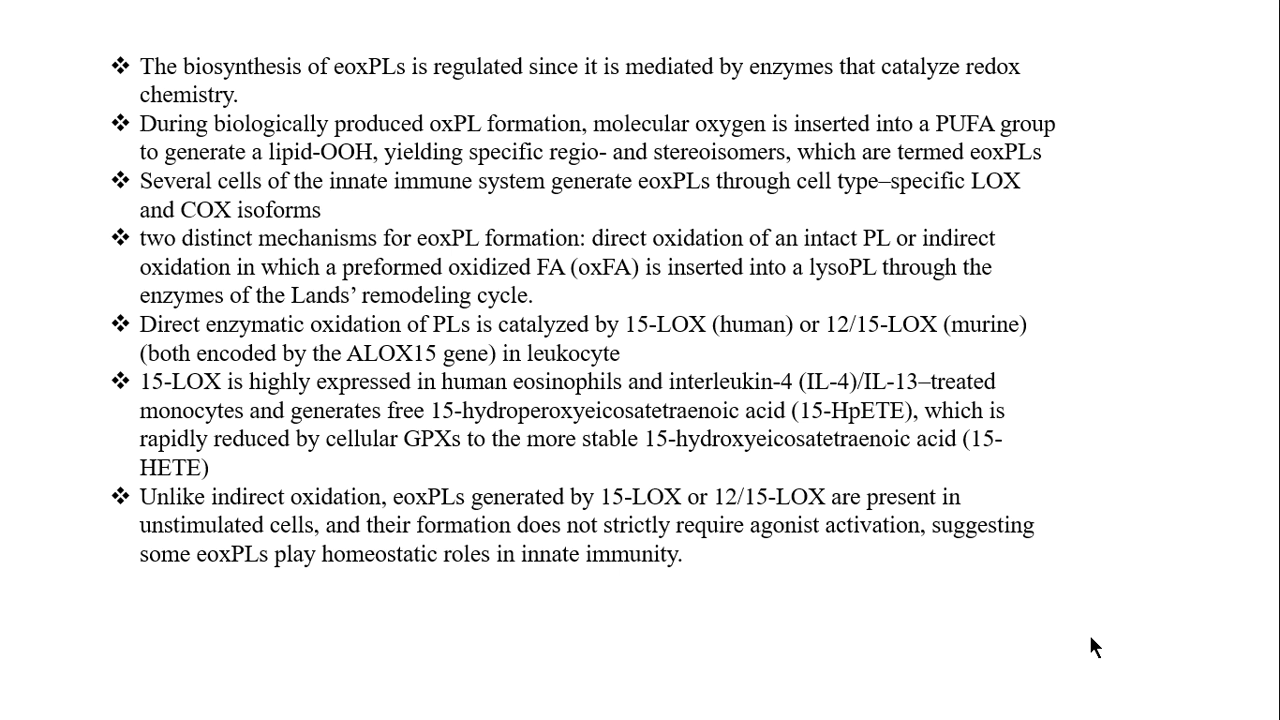 ❖ The biosynthesis of eoxPLs is regulated since it is mediated by enzymes that catalyze redox
chemistry.
❖ During biologically produced oxPL formation, molecular oxygen is inserted into a PUFA group
to generate a lipid-OOH, yielding specific regio- and stereoisomers, which are termed eoxPLs
❖ Several cells of the innate immune system generate eoxPLs through cell type–specific LOX
and COX isoforms
❖ two distinct mechanisms for eoxPL formation: direct oxidation of an intact PL or indirect
oxidation in which a preformed oxidized FA (oxFA) is inserted into a lysoPL through the
enzymes of the Lands’ remodeling cycle.
❖ Direct enzymatic oxidation of PLs is catalyzed by 15-LOX (human) or 12/15-LOX (murine)
(both encoded by the ALOX15 gene) in leukocyte
❖ 15-LOX is highly expressed in human eosinophils and interleukin-4 (IL-4)/IL-13–treated
monocytes and generates free 15-hydroperoxyeicosatetraenoic acid (15-HpETE), which is
rapidly reduced by cellular GPXs to the more stable 15-hydroxyeicosatetraenoic acid (15-
HETE)
❖ Unlike indirect oxidation, eoxPLs generated by 15-LOX or 12/15-LOX are present in
unstimulated cells, and their formation does not strictly require agonist activation, suggesting
some eoxPLs play homeostatic roles in innate immunity.